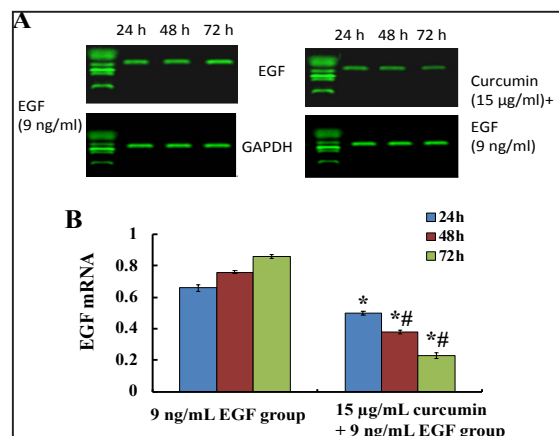 A
24 h 48 h 72 h
24 h 48 h 72 h
EGF
(9 ng/ml)
EGF
GAPDH
Curcumin
(15 µg/ml)+
EGF
(9 ng/ml)
B
24h
48h
72h
EGF mRNA
1
0.8
0.6
0.4
0.2
0
*
*#
*#
9 ng/mL EGF group
15 µg/mL curcumin
+ 9 ng/mL EGF group